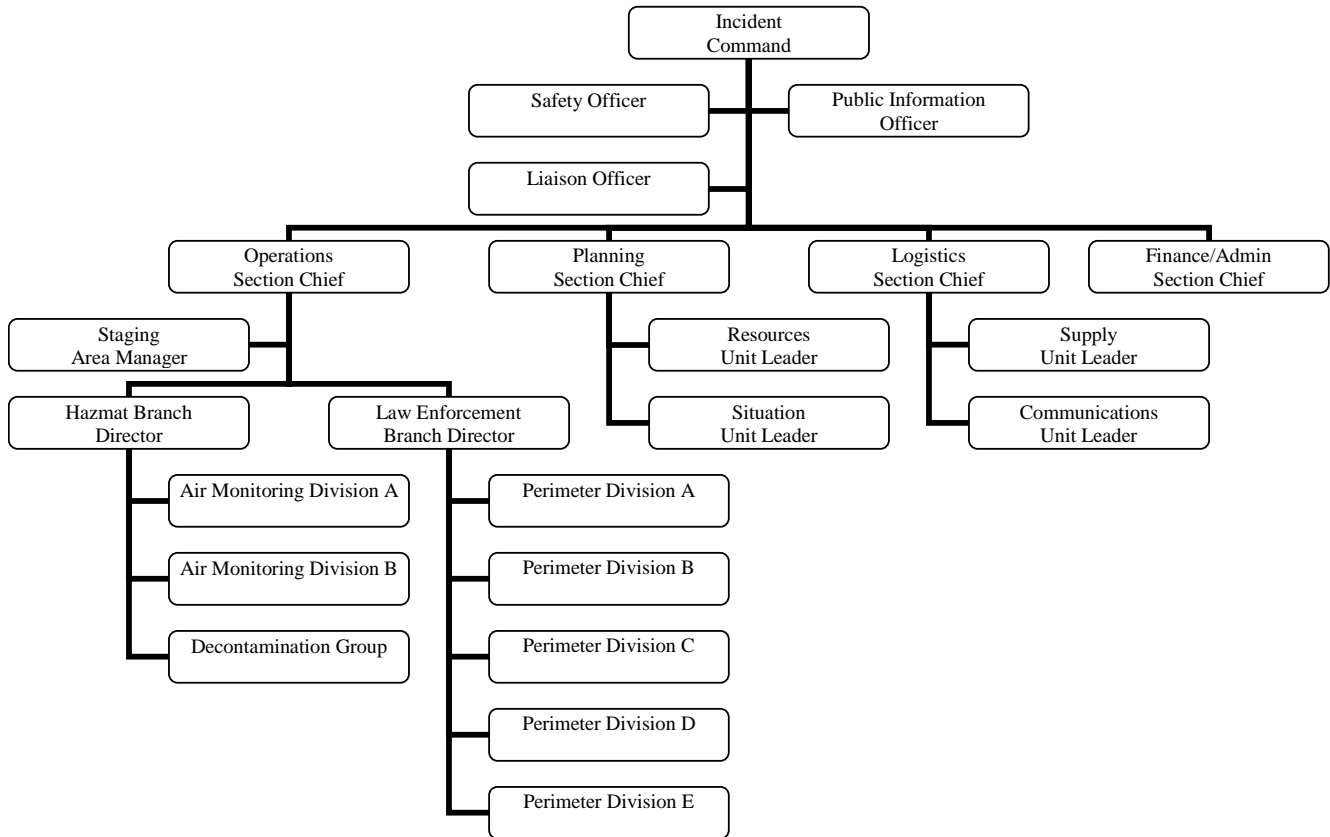 Incident
Command
Safety Officer
Public Information
Officer
Liaison Officer
Operations
Section Chief
Planning
Section Chief
Logistics
Section Chief
Finance/Admin
Section Chief
Staging
Area Manager
Resources
Unit Leader
Supply
Unit Leader
Hazmat Branch
Director
Law Enforcement
Branch Director
Situation
Unit Leader
Communications
Unit Leader
Air Monitoring Division A
Perimeter Division A
Air Monitoring Division B
Perimeter Division B
Decontamination Group
Perimeter Division C
Perimeter Division D
Perimeter Division E